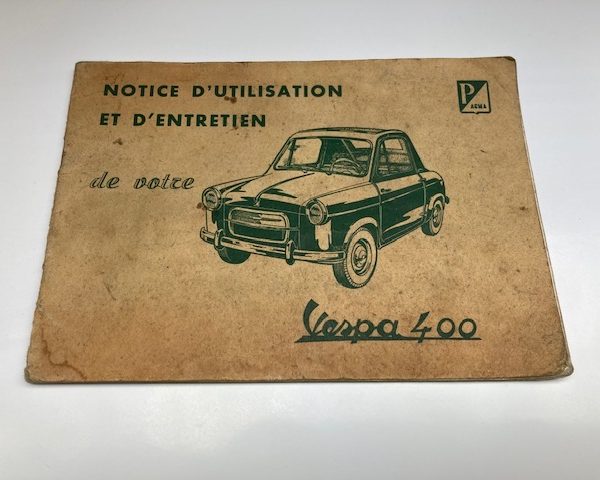 NOTICE D'UTILISATION
ET D'ENTRETIEN
de votre
P
ACMA
Vespa 400